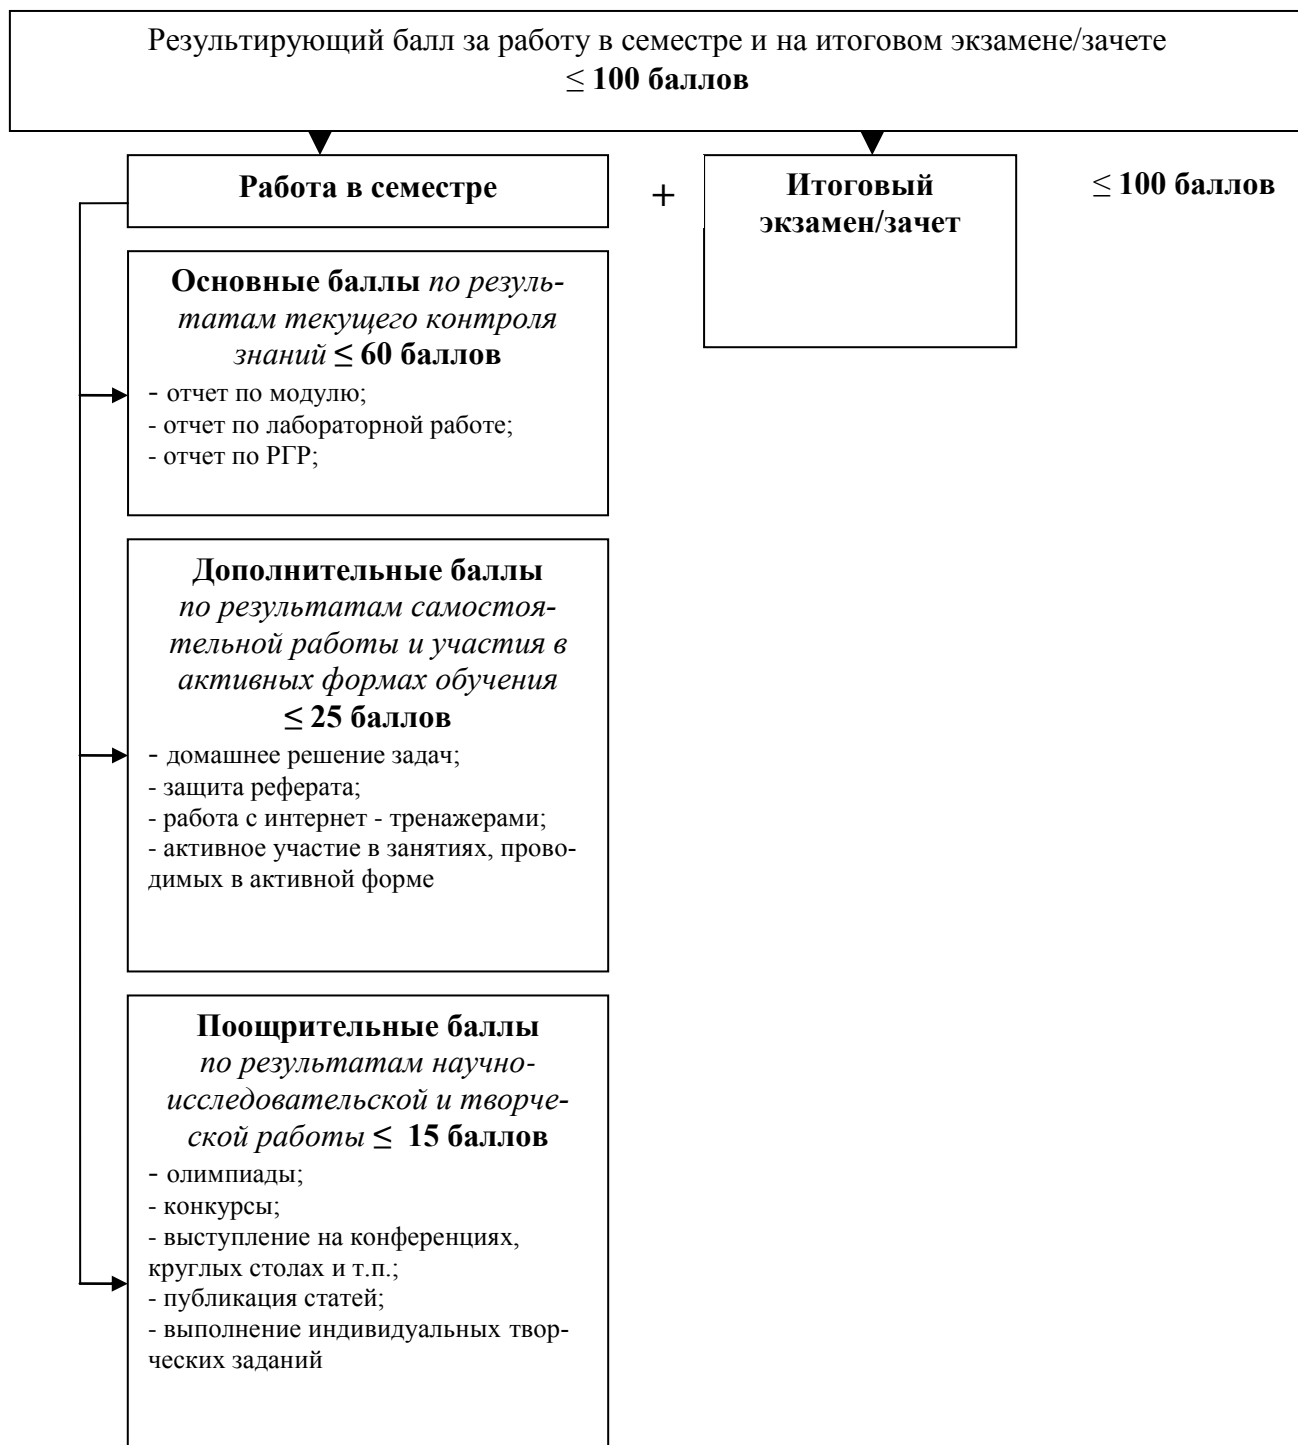 Результирующий балл за работу в семестре и на итоговом экзамене/зачете
≤ 100 баллов
Работа в семестре
+
Итоговый
экзамен/зачет
≤ 100 баллов
Основные баллы по резуль-
татам текущего контроля
знаний ≤ 60 баллов
- отчет по модулю;
- отчет по лабораторной работе;
- отчет по РГР;
Дополнительные баллы
по результатам самостоя-
тельной работы и участия в
активных формах обучения
≤ 25 баллов
- домашнее решение задач;
- защита реферата;
- работа с интернет - тренажерами;
- активное участие в занятиях, прово-
димых в активной форме
Поощрительные баллы
по результатам научно-
исследовательской и творче-
ской работы ≤ 15 баллов
- олимпиады;
- конкурсы;
- выступление на конференциях,
круглых столах и т.п.;
- публикация статей;
- выполнение индивидуальных твор-
ческих заданий